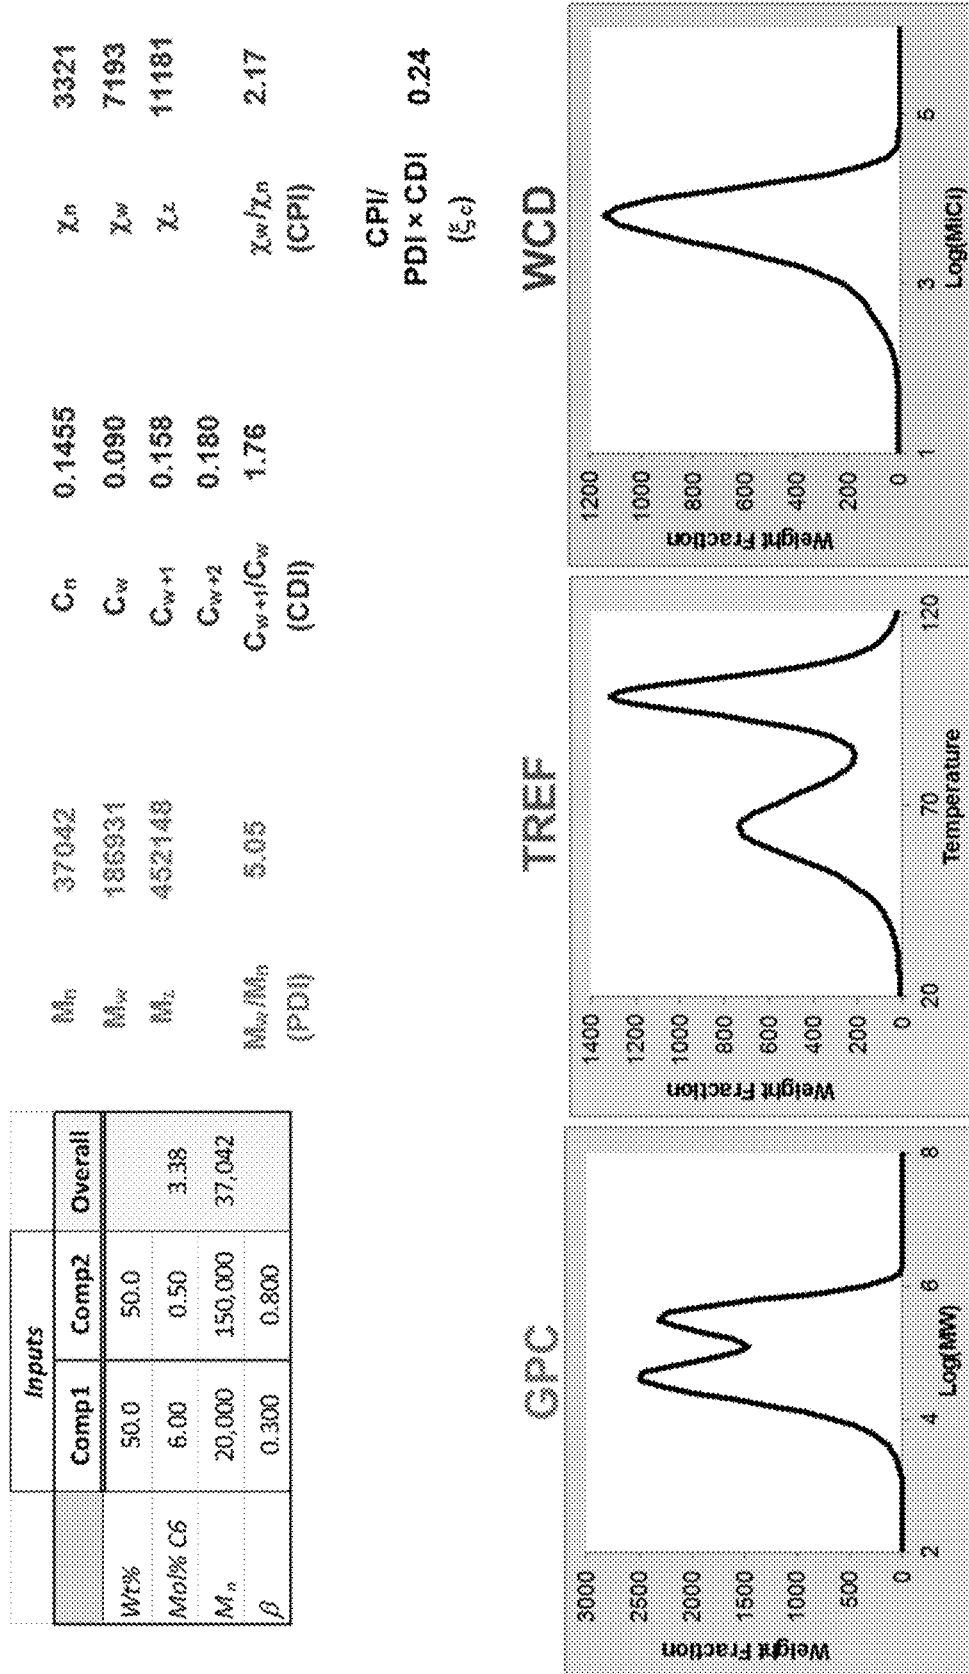 Inputs
Comp1 Comp2 Overall
Wt% 50.0 50.0
Mol% C6 6.00 0.50 3.38
Mn 20,000 150,000 37,042
β 0.300 0.800
Mn 37042
Mw 186931
Mz 452148
Mw/Mn 5.05
(PDI)
Cn 0.1455
Cw 0.090
Cw+1 0.158
Cw+2 0.180
Cw+1/Cw 1.76
(CDI)
χn 3321
χw 7193
χz 11181
χw/χn 2.17
(CPI)
CPI/
PDI × CDI 0.24
(ξc)
GPC
Weight Fraction
3000
2500
2000
1500
1000
500
0
2 4 6 8
Log(MW)
TREF
Weight Fraction
1400
1200
1000
800
600
400
200
0
20 70 120
Temperature
WCD
Weight Fraction
1200
1000
800
600
400
200
0
1 3 5
Log(MICI)